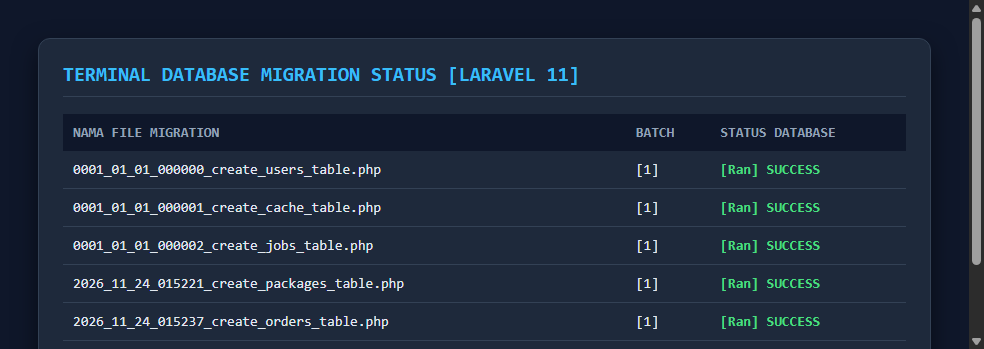 TERMINAL DATABASE MIGRATION STATUS [LARAVEL 11]
NAMA FILE MIGRATION BATCH STATUS DATABASE
0001_01_01_000000_create_users_table.php [1] [Ran] SUCCESS
0001_01_01_000001_create_cache_table.php [1] [Ran] SUCCESS
0001_01_01_000002_create_jobs_table.php [1] [Ran] SUCCESS
2026_11_24_015221_create_packages_table.php [1] [Ran] SUCCESS
2026_11_24_015237_create_orders_table.php [1] [Ran] SUCCESS